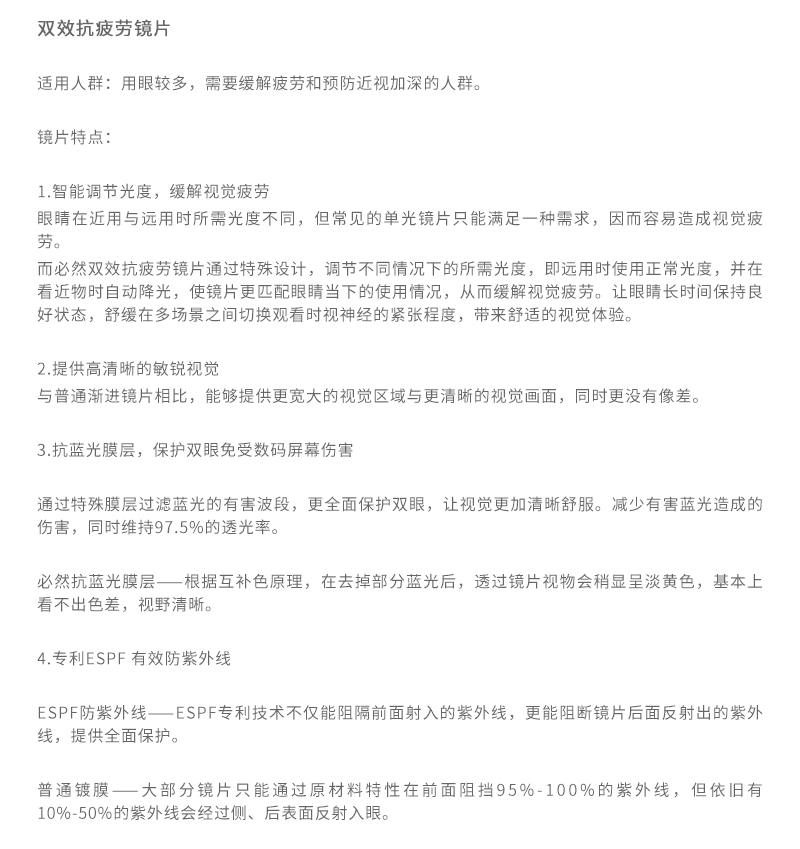 双效抗疲劳镜片
适用人群：用眼较多，需要缓解疲劳和预防近视加深的人群。
镜片特点：
1.智能调节光度，缓解视觉疲劳
眼睛在近用与远用时所需光度不同，但常见的单光镜片只能满足一种需求，因而容易造成视觉疲
劳。
而必然双效抗疲劳镜片通过特殊设计，调节不同情况下的所需光度，即远用时使用正常光度，并在
看近物时自动降光，使镜片更匹配眼睛当下的使用情况，从而缓解视觉疲劳。让眼睛长时间保持良
好状态，舒缓在多场景之间切换观看时视神经的紧张程度，带来舒适的视觉体验。
2.提供高清晰的敏锐视觉
与普通渐进镜片相比，能够提供更宽大的视觉区域与更清晰的视觉画面，同时更没有像差。
3.抗蓝光膜层，保护双眼免受数码屏幕伤害
通过特殊膜层过滤蓝光的有害波段，更全面保护双眼，让视觉更加清晰舒服。减少有害蓝光造成的
伤害，同时维持97.5%的透光率。
必然抗蓝光膜层——根据互补色原理，在去掉部分蓝光后，透过镜片视物会稍显呈淡黄色，基本上
看不出色差，视野清晰。
4.专利ESPF 有效防紫外线
ESPF防紫外线——ESPF专利技术不仅能阻隔前面射入的紫外线，更能阻断镜片后面反射出的紫外
线，提供全面保护。
普通镀膜——大部分镜片只能通过原材料特性在前面阻挡95%-100%的紫外线，但依旧有
10%-50%的紫外线会经过侧、后表面反射入眼。